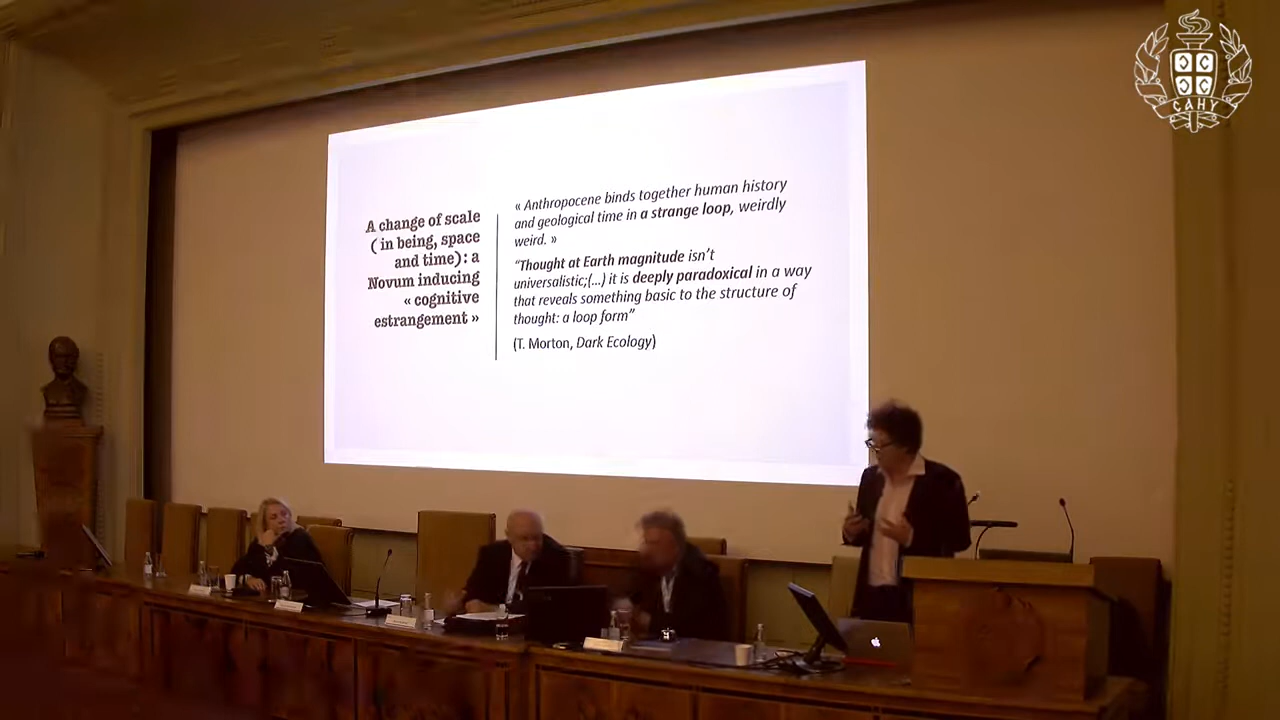 A change of scale
( in being, space
and time) : a
Novum inducing
« cognitive
estrangement »
« Anthropocene binds together human history
and geological time in a strange loop, weirdly
weird. »
“Thought at Earth magnitude isn’t
universalistic;(...) it is deeply paradoxical in a way
that reveals something basic to the structure of
thought: a loop form”
(T. Morton, Dark Ecology)
САНУ